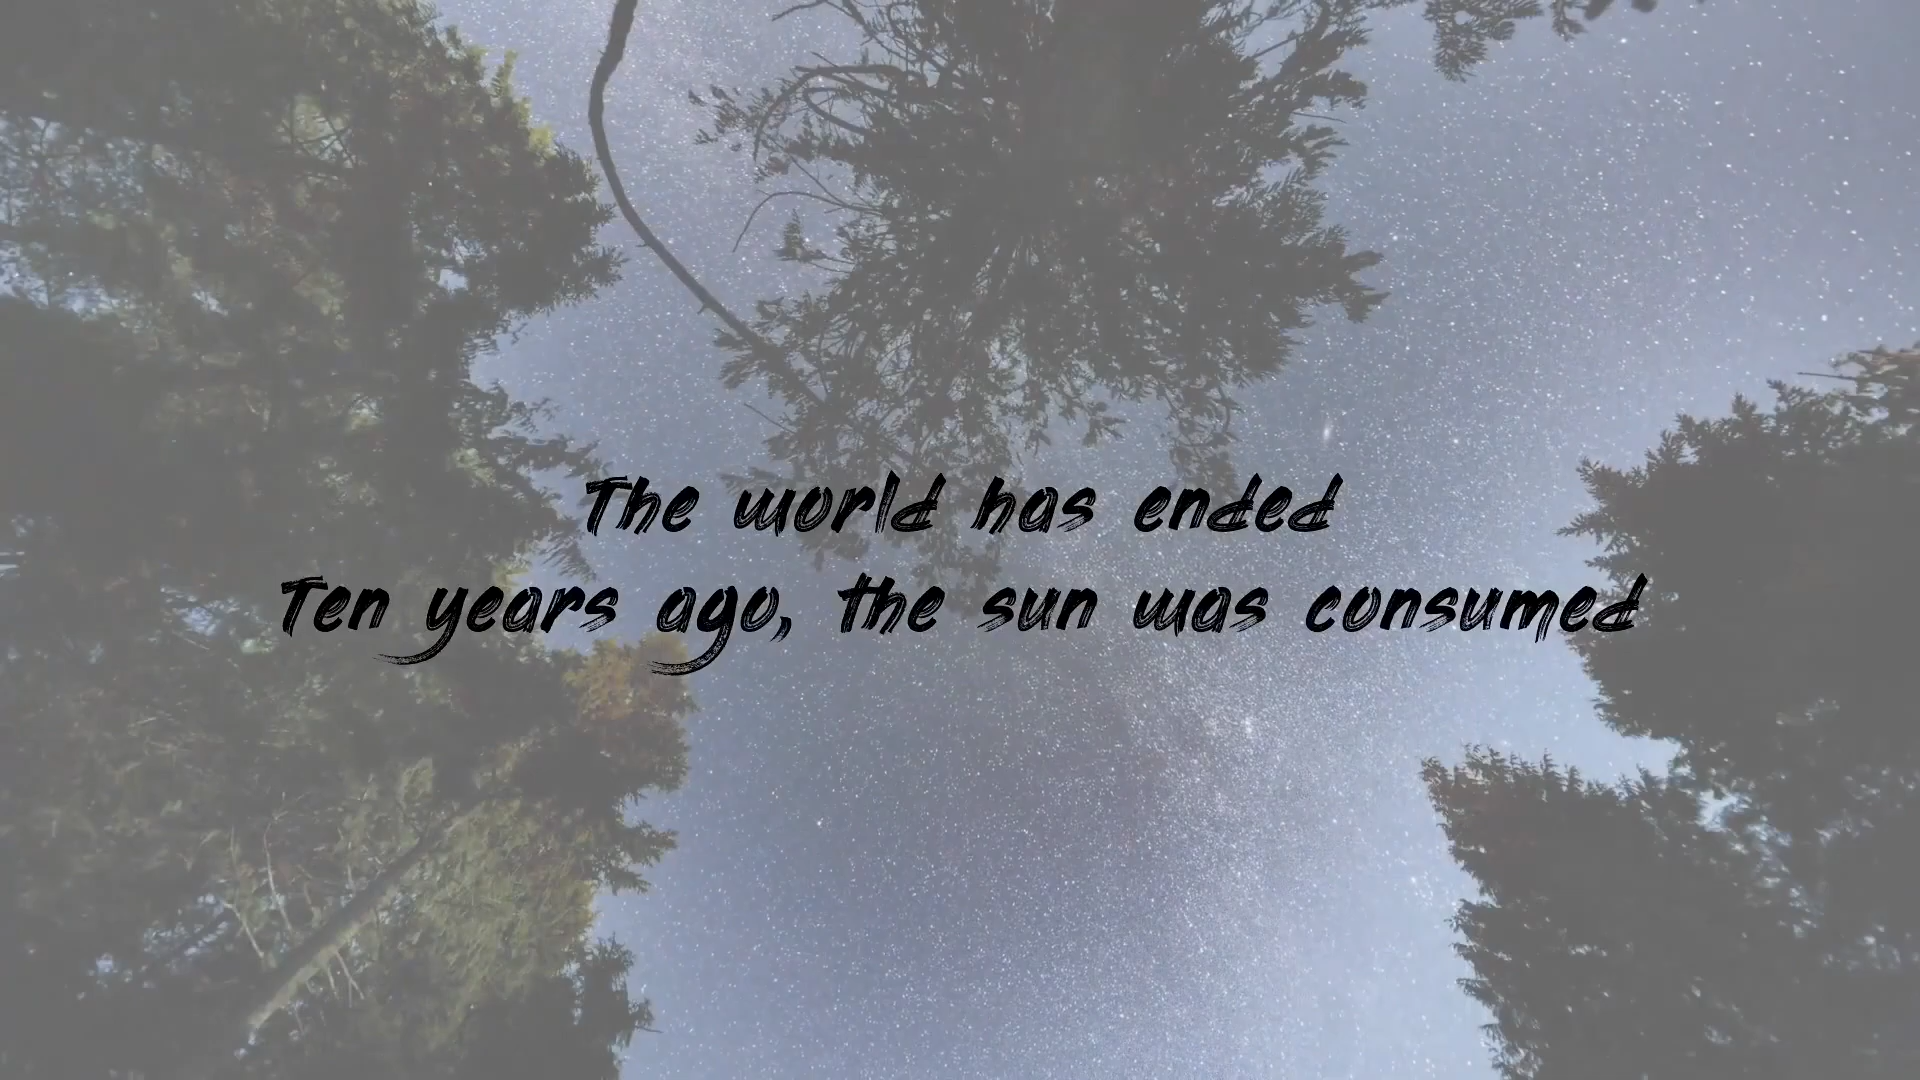 The world has ended
Ten years ago, the sun was consumed